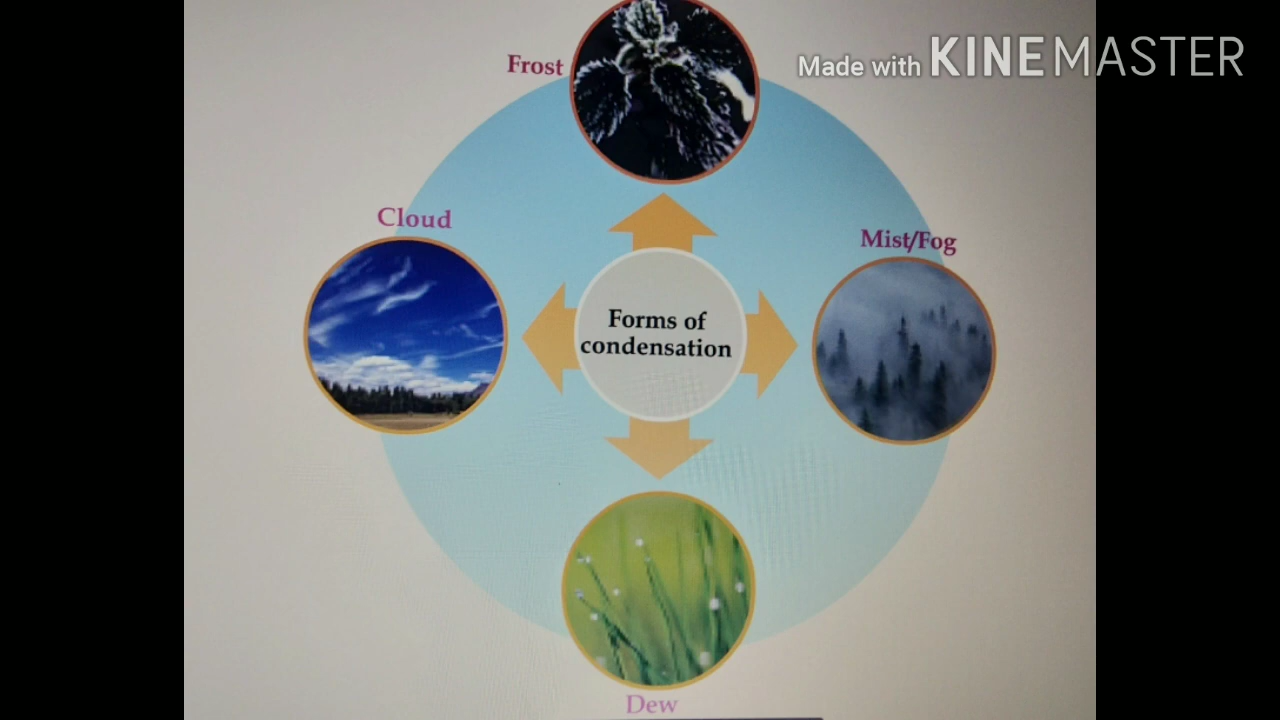 Made with KINEMASTER
Frost
Cloud
Mist/Fog
Forms of
condensation
Dew